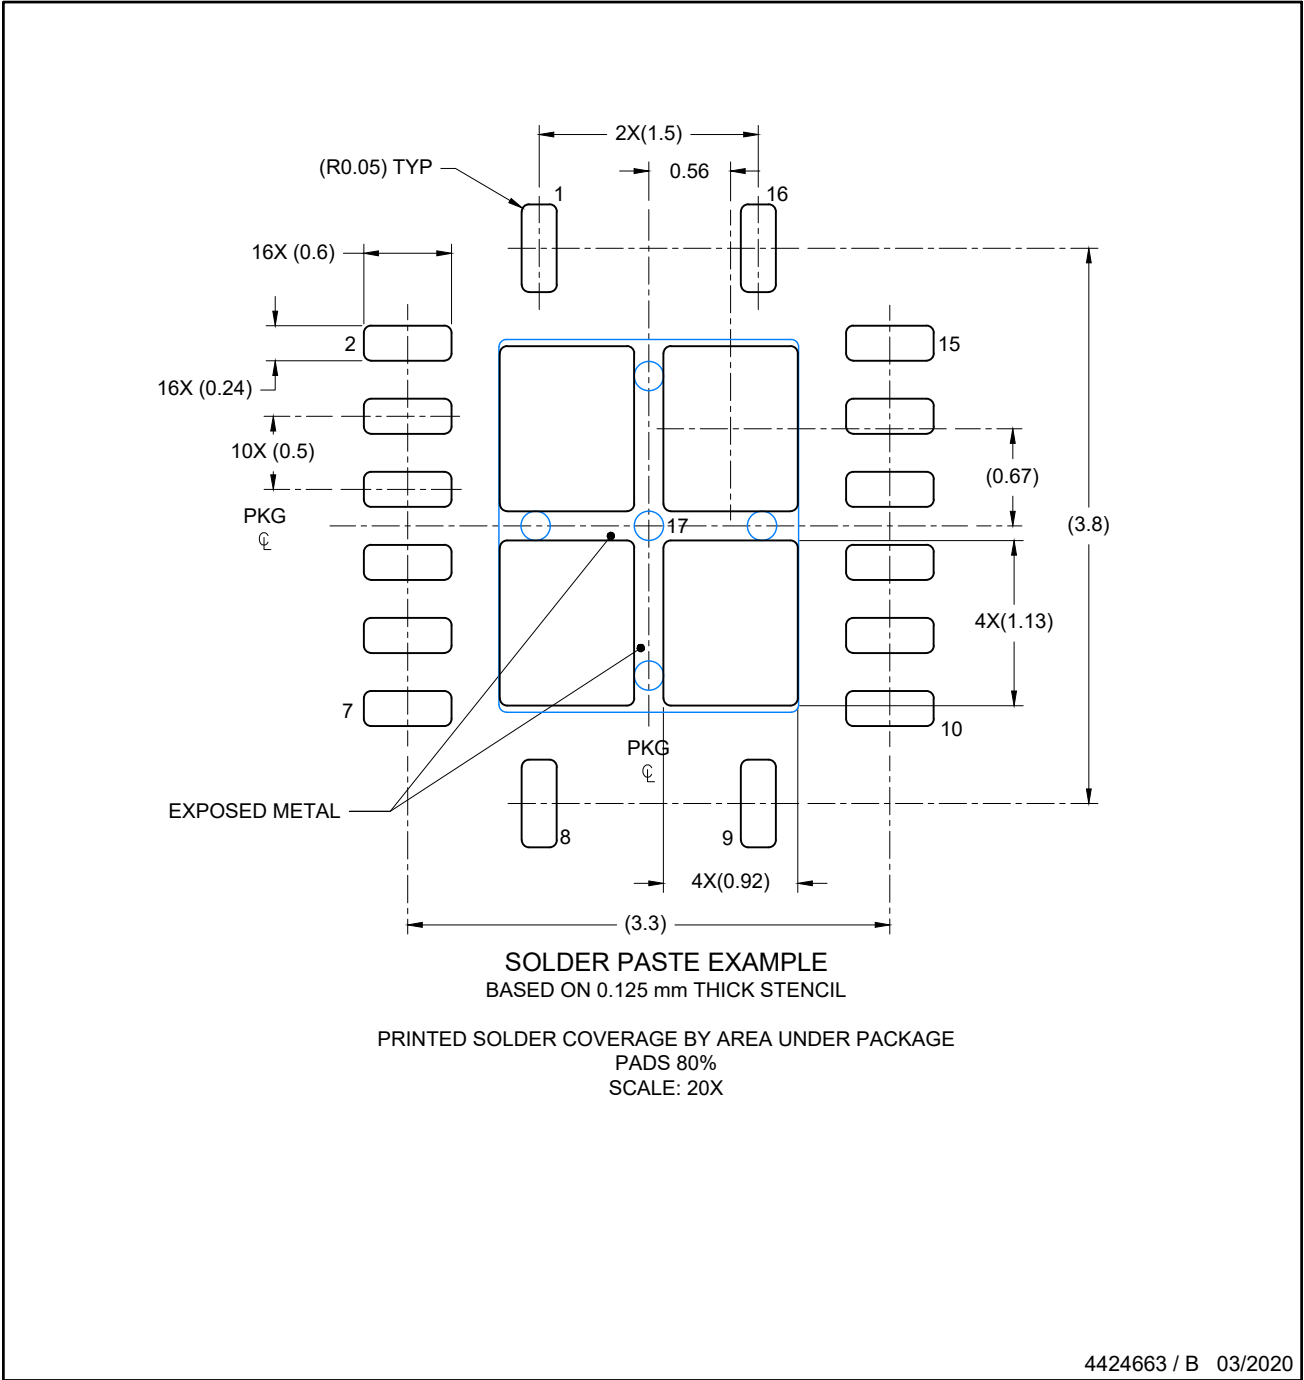 2X(1.5)
(R0.05) TYP
0.56
1
16
16X (0.6)
2
15
16X (0.24)
10X (0.5)
(0.67)
PKG
℄
17
(3.8)
4X(1.13)
7
10
PKG
℄
EXPOSED METAL
8
9
4X(0.92)
(3.3)
SOLDER PASTE EXAMPLE
BASED ON 0.125 mm THICK STENCIL
PRINTED SOLDER COVERAGE BY AREA UNDER PACKAGE
PADS 80%
SCALE: 20X
4424663 / B 03/2020